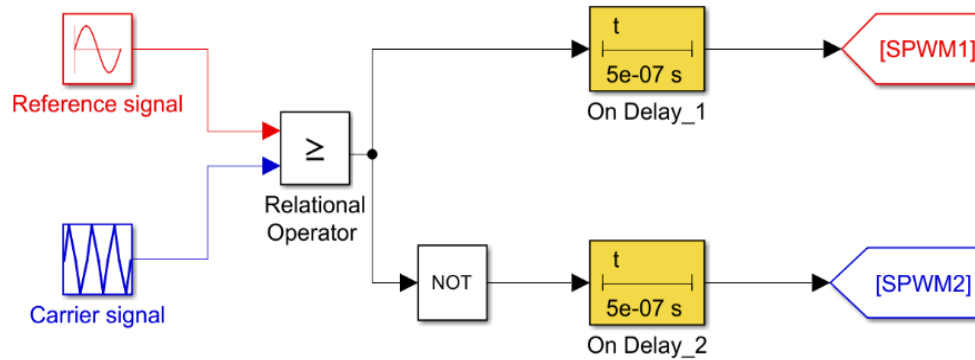 Reference signal
Carrier signal
≥
Relational
Operator
NOT
t
5e-07 s
On Delay_1
t
5e-07 s
On Delay_2
[SPWM1]
[SPWM2]